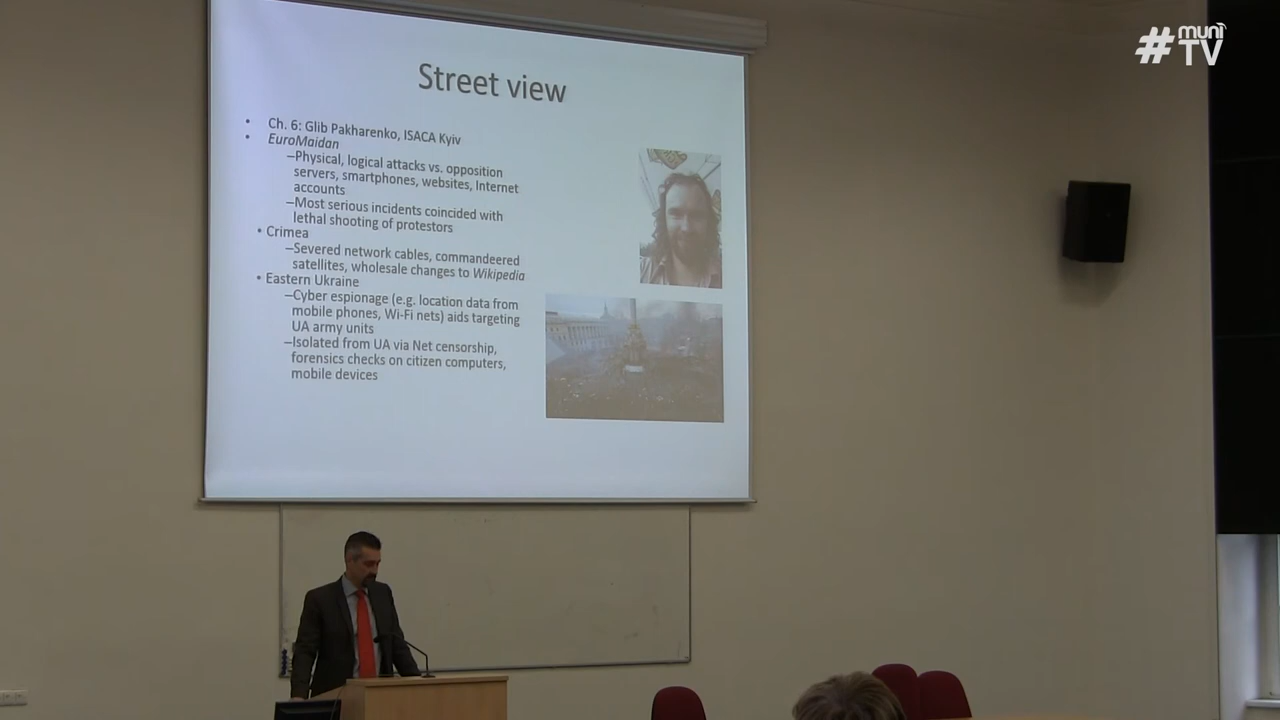 #muni TV
Street view
• Ch. 6: Glib Pakharenko, ISACA Kyiv
• EuroMaidan
–Physical, logical attacks vs. opposition
servers, smartphones, websites, Internet
accounts
–Most serious incidents coincided with
lethal shooting of protestors
• Crimea
–Severed network cables, commandeered
satellites, wholesale changes to Wikipedia
• Eastern Ukraine
–Cyber espionage (e.g. location data from
mobile phones, Wi-Fi nets) aids targeting
UA army units
–Isolated from UA via Net censorship,
forensics checks on citizen computers,
mobile devices